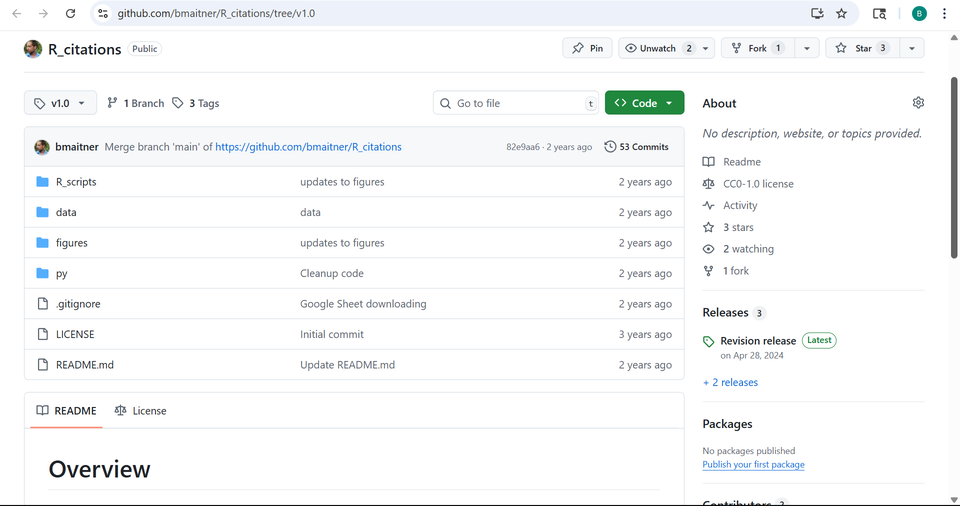 github.com/bmaitner/R_citations/tree/v1.0
B
R_citations Public
Pin
Unwatch 2
Fork 1
Star 3
v1.0
1 Branch
3 Tags
Go to file
t
Code
bmaitner Merge branch 'main' of https://github.com/bmaitner/R_citations
82e9aa6 · 2 years ago
53 Commits
R_scripts updates to figures 2 years ago
data data 2 years ago
figures updates to figures 2 years ago
py Cleanup code 2 years ago
.gitignore Google Sheet downloading 2 years ago
LICENSE Initial commit 3 years ago
README.md Update README.md 2 years ago
README
License
Overview
About
No description, website, or topics provided.
Readme
CC0-1.0 license
Activity
3 stars
2 watching
1 fork
Releases 3
Revision release Latest
on Apr 28, 2024
+ 2 releases
Packages
No packages published
Publish your first package
Contributors 2